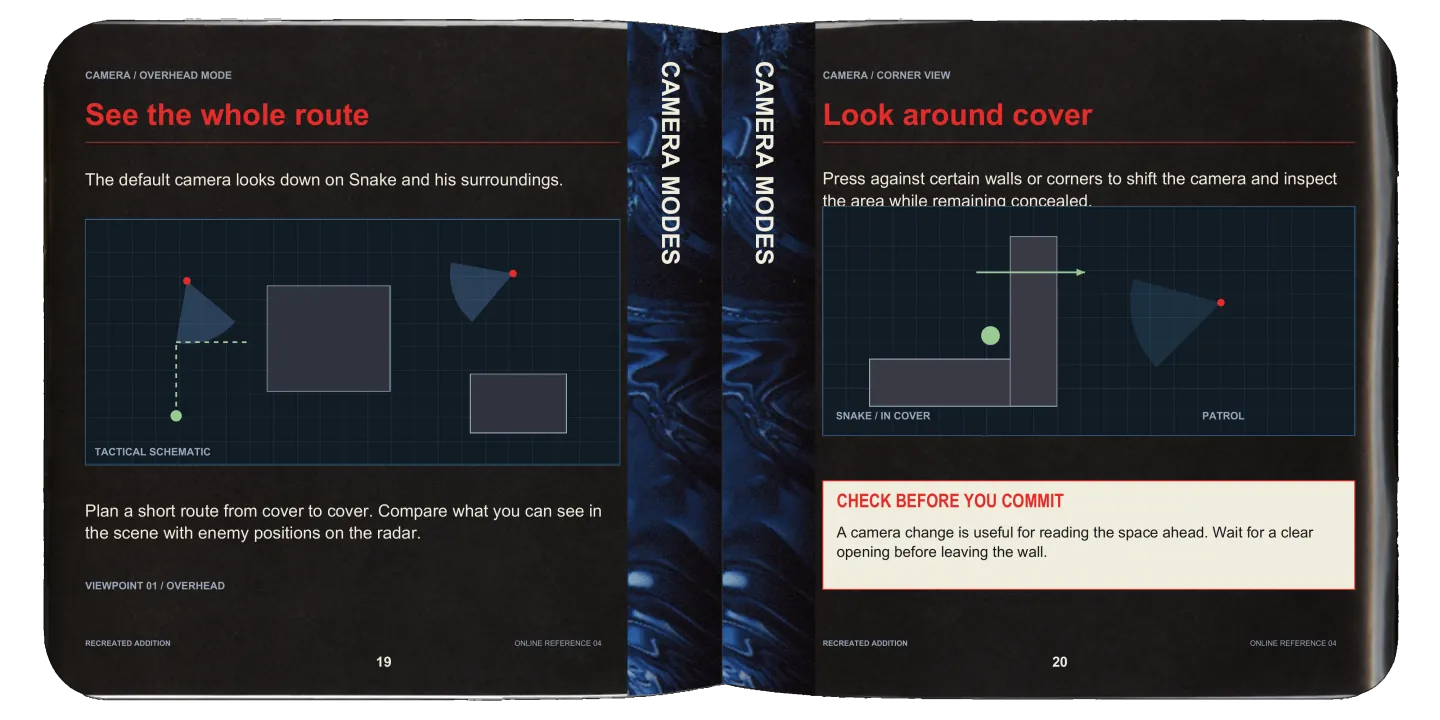 CAMERA / OVERHEAD MODE
See the whole route
The default camera looks down on Snake and his surroundings.
TACTICAL SCHEMATIC
Plan a short route from cover to cover. Compare what you can see in
the scene with enemy positions on the radar.
VIEWPOINT 01 / OVERHEAD
RECREATED ADDITION
ONLINE REFERENCE 04
19
CAMERA MODES
CAMERA MODES
CAMERA / CORNER VIEW
Look around cover
Press against certain walls or corners to shift the camera and inspect
the area while remaining concealed.
SNAKE / IN COVER
PATROL
CHECK BEFORE YOU COMMIT
A camera change is useful for reading the space ahead. Wait for a clear
opening before leaving the wall.
RECREATED ADDITION
ONLINE REFERENCE 04
20